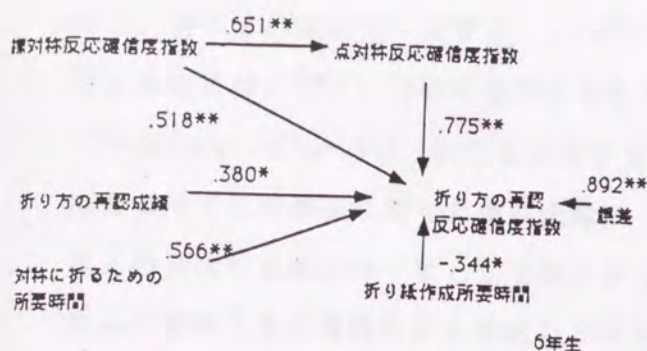 .651**
線対称反応確信度指数
点対称反応確信度指数
.518**
.775**
.380*
折り方の再認成績
折り方の再認
反応確信度指数
.892**
誤差
.566**
対称に折るための
所要時間
-.344*
折り紙作成所要時間
6年生